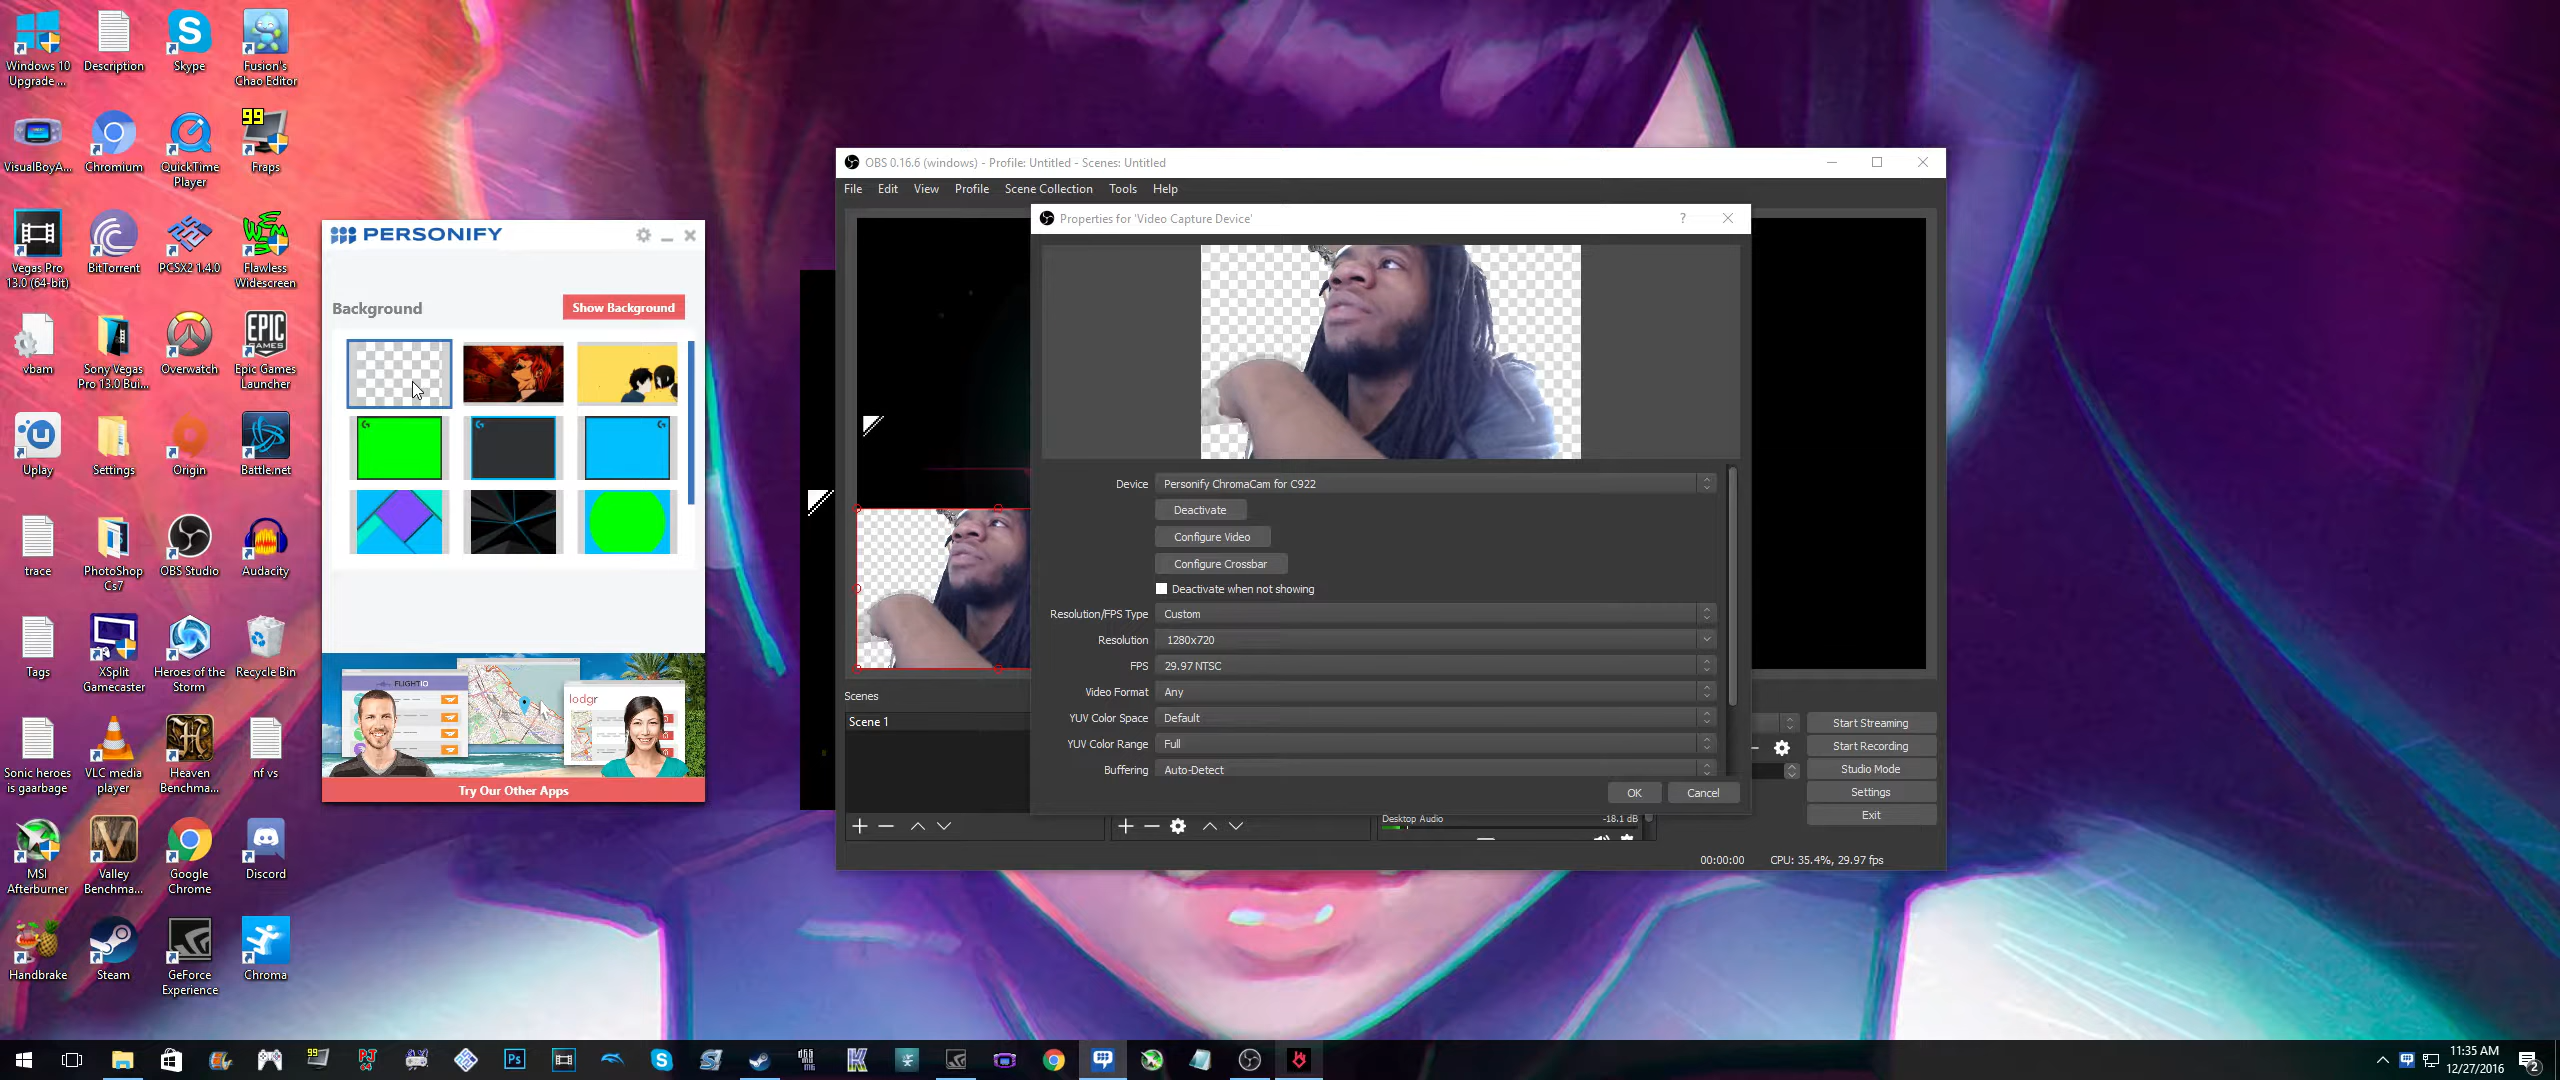 Windows 10
Upgrade ...
Description
Skype
Fusion's
Chao Editor
VisualBoyA...
Chromium
QuickTime
Player
99
Fraps
Vegas Pro
13.0 (64-bit)
BitTorrent
PCSX2 1.4.0
Flawless
Widescreen
vbam
Sony Vegas
Pro 13.0 Bui...
Overwatch
EPIC
GAMES
Epic Games
Launcher
Uplay
Settings
Origin
Battle.net
trace
PhotoShop
Cs7
OBS Studio
Audacity
Tags
XSplit
Gamecaster
Heroes of the
Storm
Recycle Bin
Sonic heroes
is gaarbage
VLC media
player
Heaven
Benchma...
nf vs
MSI
Afterburner
Valley
Benchma...
Google
Chrome
Discord
Handbrake
Steam
GeForce
Experience
Chroma
PERSONIFY
Background
Show Background
FLIGHTIO
lodgr
Try Our Other Apps
OBS 0.16.6 (windows) - Profile: Untitled - Scenes: Untitled
File Edit View Profile Scene Collection Tools Help
Properties for 'Video Capture Device'
?
Device Personify ChromaCam for C922
Deactivate
Configure Video
Configure Crossbar
Deactivate when not showing
Resolution/FPS Type Custom
Resolution 1280x720
FPS 29.97 NTSC
Video Format Any
YUV Color Space Default
YUV Color Range Full
Buffering Auto-Detect
OK Cancel
Scenes
Scene 1
Start Streaming
Start Recording
Studio Mode
Settings
Exit
Desktop Audio -18.1 dB
00:00:00 CPU: 35.4%, 29.97 fps
Ps
11:35 AM
12/27/2016
2